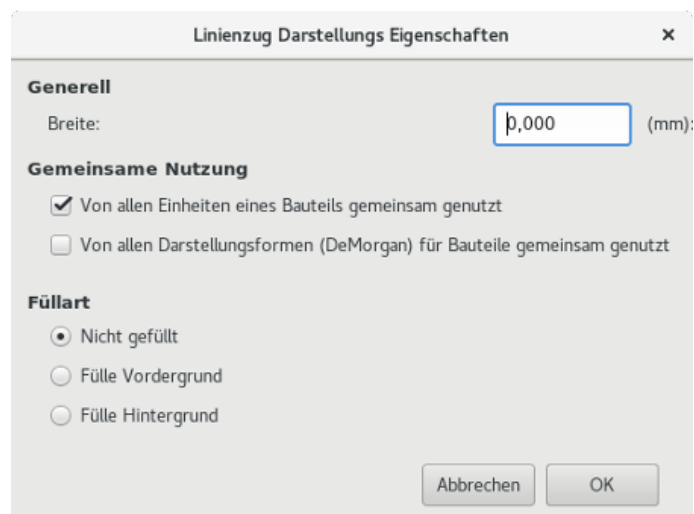 Linienzug Darstellungs Eigenschaften
Generell
Breite: 0,000 (mm):
Gemeinsame Nutzung
Von allen Einheiten eines Bauteils gemeinsam genutzt
Von allen Darstellungsformen (DeMorgan) für Bauteile gemeinsam genutzt
Füllart
Nicht gefüllt
Fülle Vordergrund
Fülle Hintergrund
Abbrechen OK